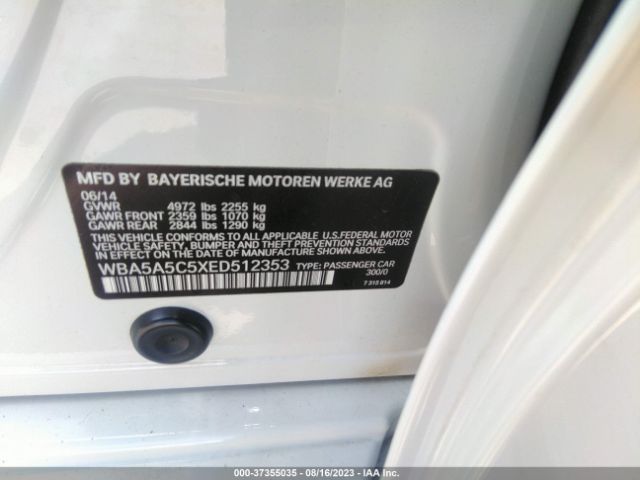 MFD BY BAYERISCHE MOTOREN WERKE AG
06/14
GVWR 4972 lbs 2255 kg
GAWR FRONT 2359 lbs 1070 kg
GAWR REAR 2844 lbs 1290 kg
THIS VEHICLE CONFORMS TO ALL APPLICABLE U.S.FEDERAL MOTOR
VEHICLE SAFETY, BUMPER AND THEFT PREVENTION STANDARDS
IN EFFECT ON THE DATE OF MANUFACTURE SHOWN ABOVE.
WBA5A5C5XED512353 TYPE: PASSENGER CAR
300/0
7 315 814
000-37355035 - 08/16/2023 - IAA Inc.